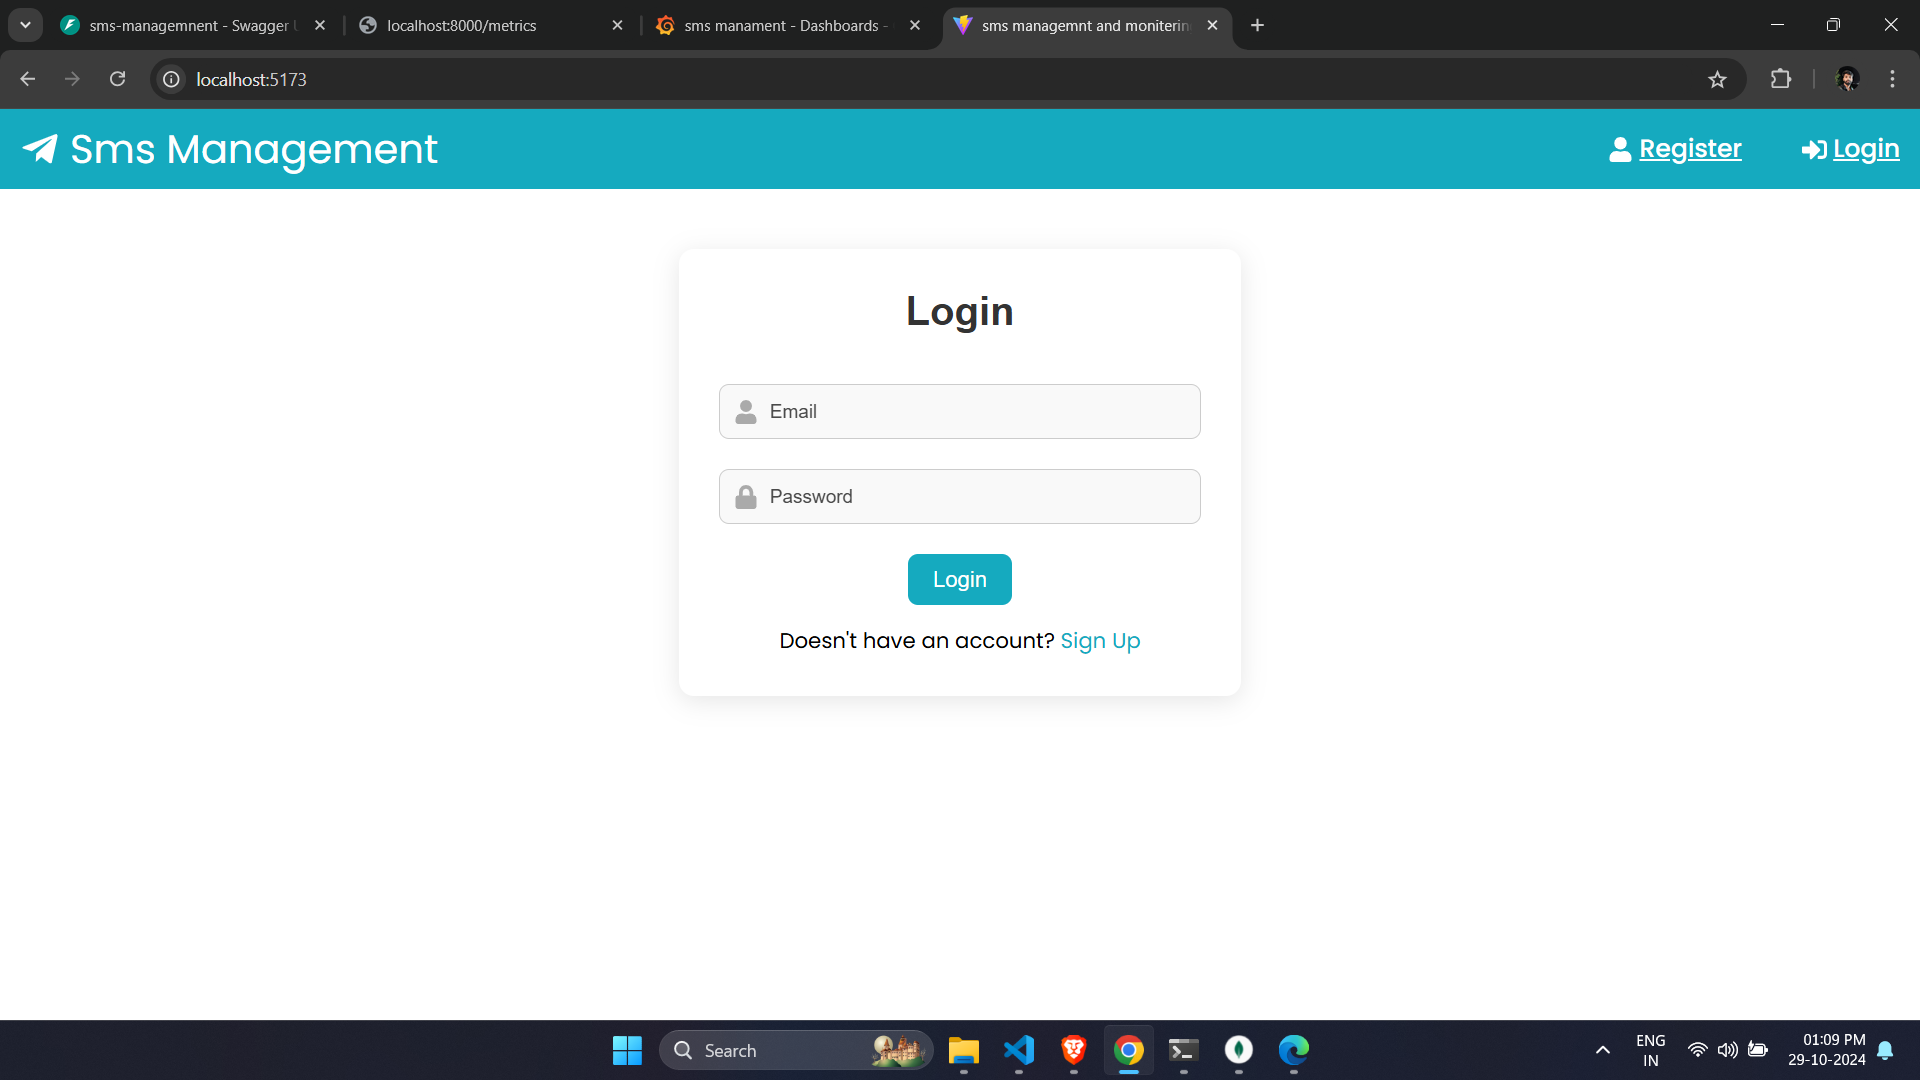 sms-managemnent - Swagger U
localhost:8000/metrics
sms manament - Dashboards -
sms managemnt and moniterin
localhost:5173
Sms Management
Register
Login
Login
Email
Password
Login
Doesn't have an account? Sign Up
Search
ENG
IN
01:09 PM
29-10-2024